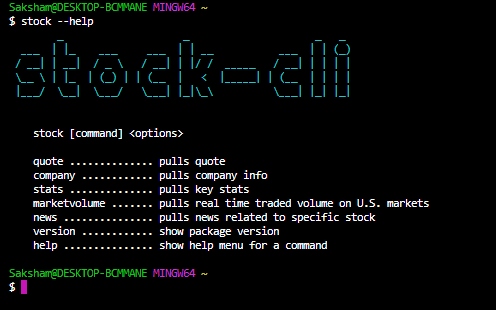 Saksham@DESKTOP-BCMMANE MINGW64 ~
$ stock --help
stock-cli
stock [command] <options>
quote .............. pulls quote
company ............ pulls company info
stats .............. pulls key stats
marketvolume ....... pulls real time traded volume on U.S. markets
news ............... pulls news related to specific stock
version ............ show package version
help ............... show help menu for a command
Saksham@DESKTOP-BCMMANE MINGW64 ~
$